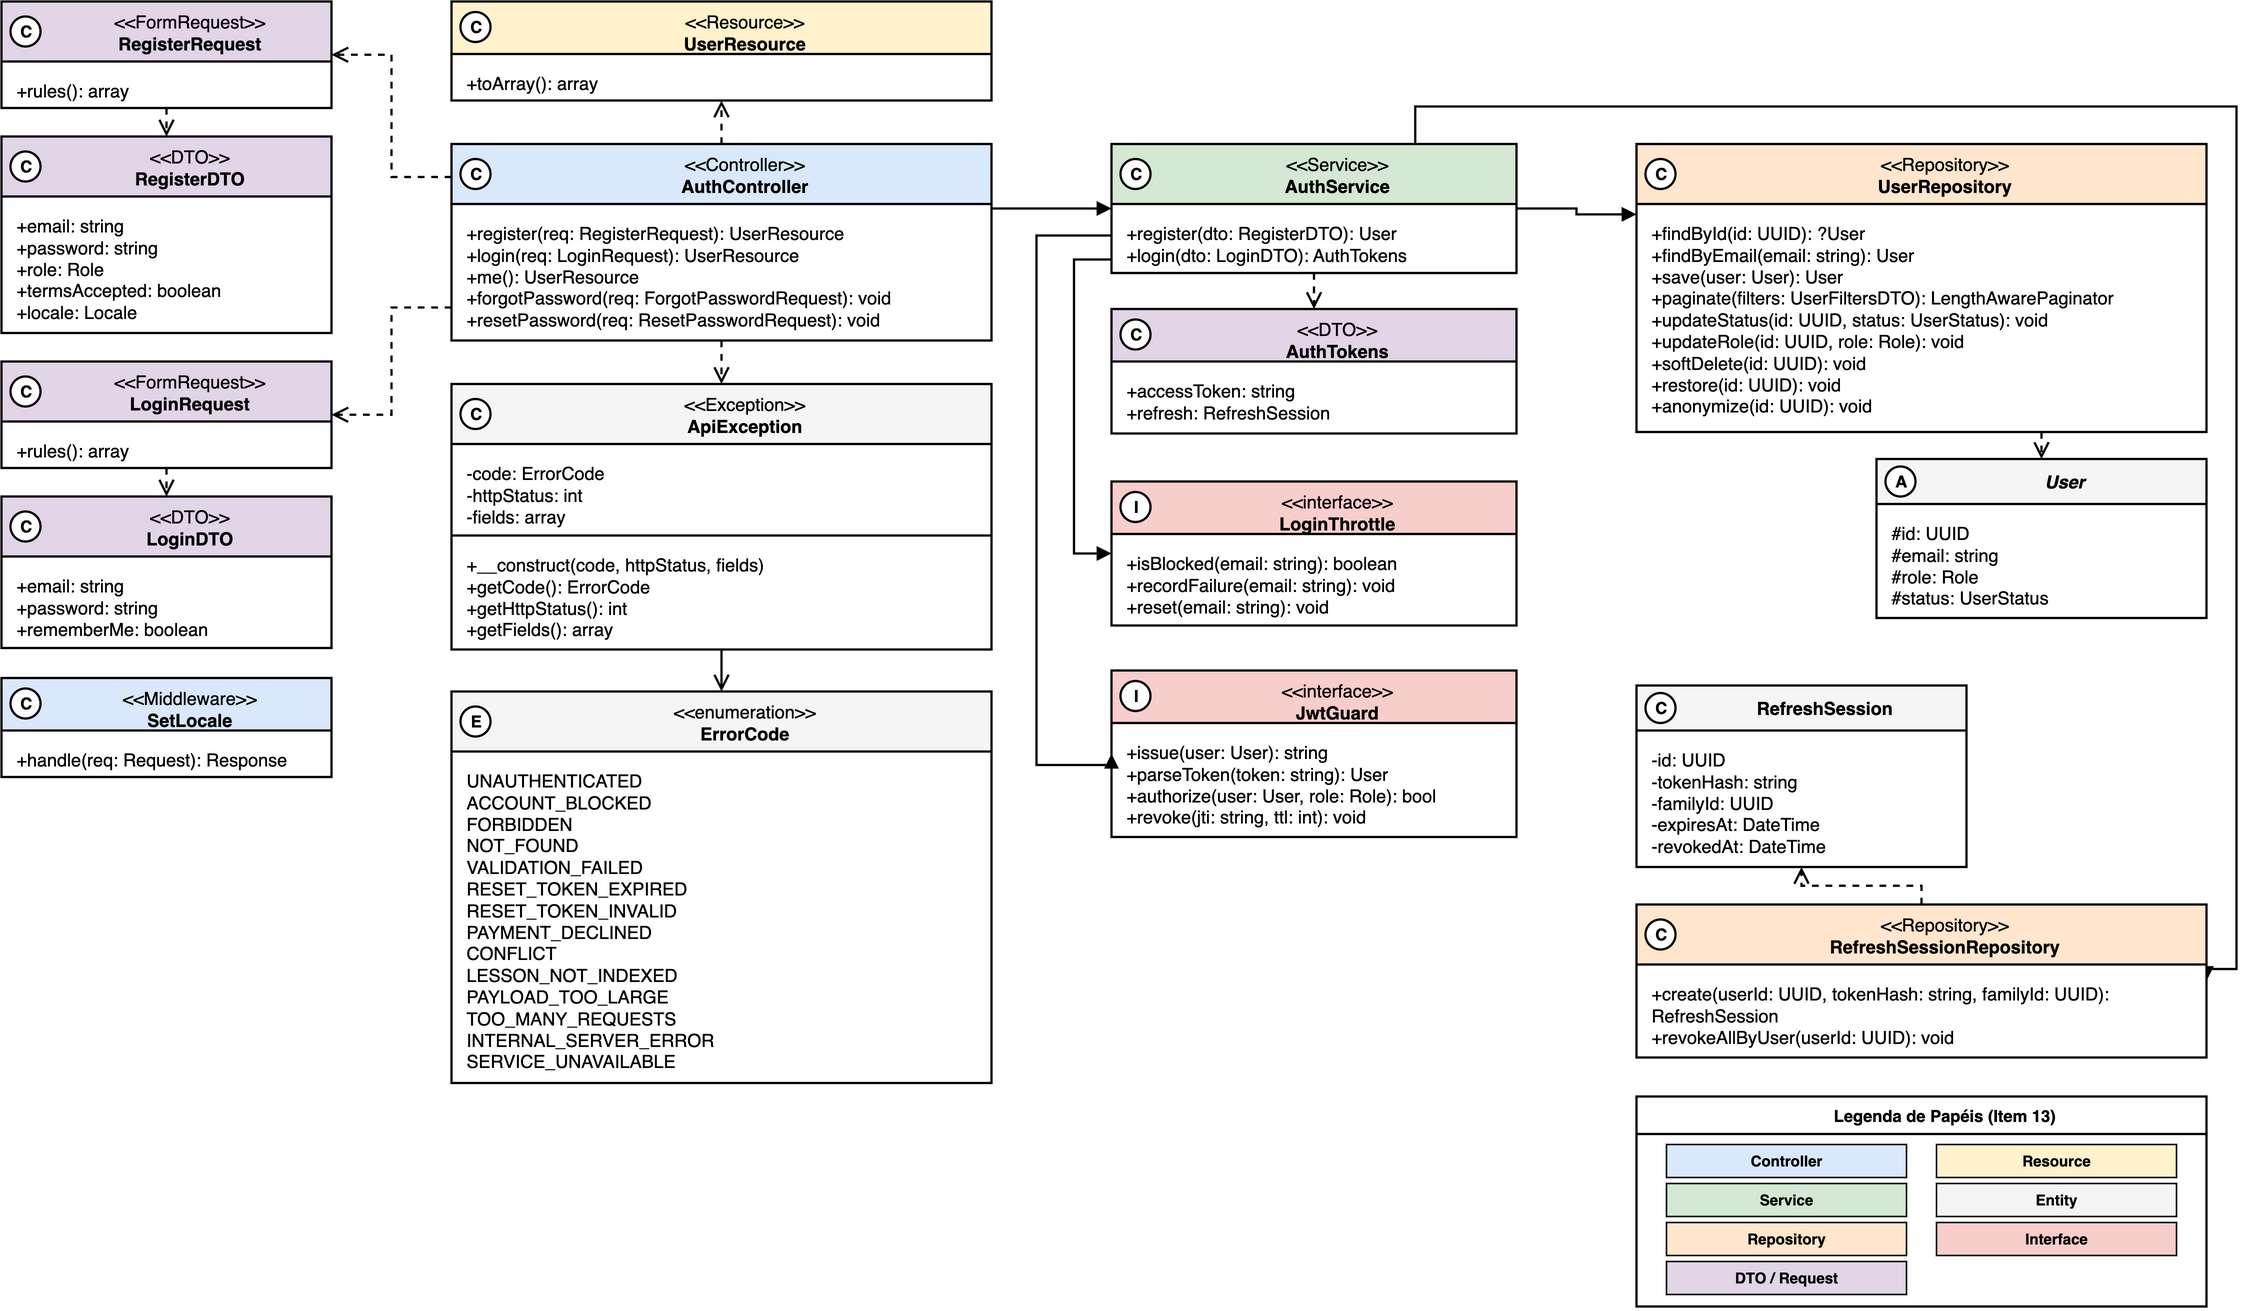 C
<<FormRequest>>
RegisterRequest
+rules(): array
C
<<DTO>>
RegisterDTO
+email: string
+password: string
+role: Role
+termsAccepted: boolean
+locale: Locale
C
<<FormRequest>>
LoginRequest
+rules(): array
C
<<DTO>>
LoginDTO
+email: string
+password: string
+rememberMe: boolean
C
<<Middleware>>
SetLocale
+handle(req: Request): Response
C
<<Resource>>
UserResource
+toArray(): array
C
<<Controller>>
AuthController
+register(req: RegisterRequest): UserResource
+login(req: LoginRequest): UserResource
+me(): UserResource
+forgotPassword(req: ForgotPasswordRequest): void
+resetPassword(req: ResetPasswordRequest): void
C
<<Exception>>
ApiException
-code: ErrorCode
-httpStatus: int
-fields: array
+__construct(code, httpStatus, fields)
+getCode(): ErrorCode
+getHttpStatus(): int
+getFields(): array
E
<<enumeration>>
ErrorCode
UNAUTHENTICATED
ACCOUNT_BLOCKED
FORBIDDEN
NOT_FOUND
VALIDATION_FAILED
RESET_TOKEN_EXPIRED
RESET_TOKEN_INVALID
PAYMENT_DECLINED
CONFLICT
LESSON_NOT_INDEXED
PAYLOAD_TOO_LARGE
TOO_MANY_REQUESTS
INTERNAL_SERVER_ERROR
SERVICE_UNAVAILABLE
C
<<Service>>
AuthService
+register(dto: RegisterDTO): User
+login(dto: LoginDTO): AuthTokens
C
<<DTO>>
AuthTokens
+accessToken: string
+refresh: RefreshSession
I
<<interface>>
LoginThrottle
+isBlocked(email: string): boolean
+recordFailure(email: string): void
+reset(email: string): void
I
<<interface>>
JwtGuard
+issue(user: User): string
+parseToken(token: string): User
+authorize(user: User, role: Role): bool
+revoke(jti: string, ttl: int): void
C
<<Repository>>
UserRepository
+findById(id: UUID): ?User
+findByEmail(email: string): User
+save(user: User): User
+paginate(filters: UserFiltersDTO): LengthAwarePaginator
+updateStatus(id: UUID, status: UserStatus): void
+updateRole(id: UUID, role: Role): void
+softDelete(id: UUID): void
+restore(id: UUID): void
+anonymize(id: UUID): void
A
User
#id: UUID
#email: string
#role: Role
#status: UserStatus
C
RefreshSession
-id: UUID
-tokenHash: string
-familyId: UUID
-expiresAt: DateTime
-revokedAt: DateTime
C
<<Repository>>
RefreshSessionRepository
+create(userId: UUID, tokenHash: string, familyId: UUID):
RefreshSession
+revokeAllByUser(userId: UUID): void
Legenda de Papéis (Item 13)
Controller
Resource
Service
Entity
Repository
Interface
DTO / Request